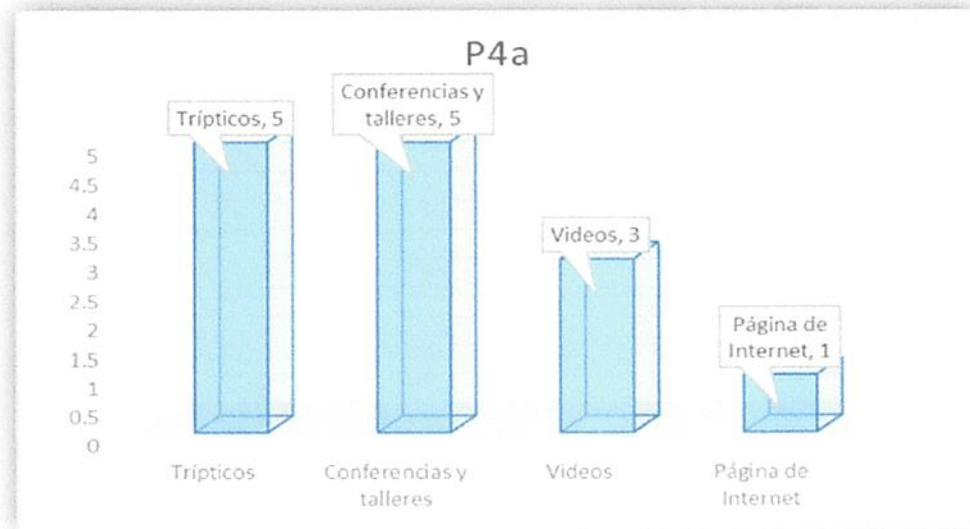 P4a
Trípticos, 5
Conferencias y
talleres, 5
Videos, 3
Página de
Internet, 1
5
4.5
4
3.5
3
2.5
2
1.5
1
0.5
0
Trípticos
Conferencias y
talleres
Videos
Página de
Internet